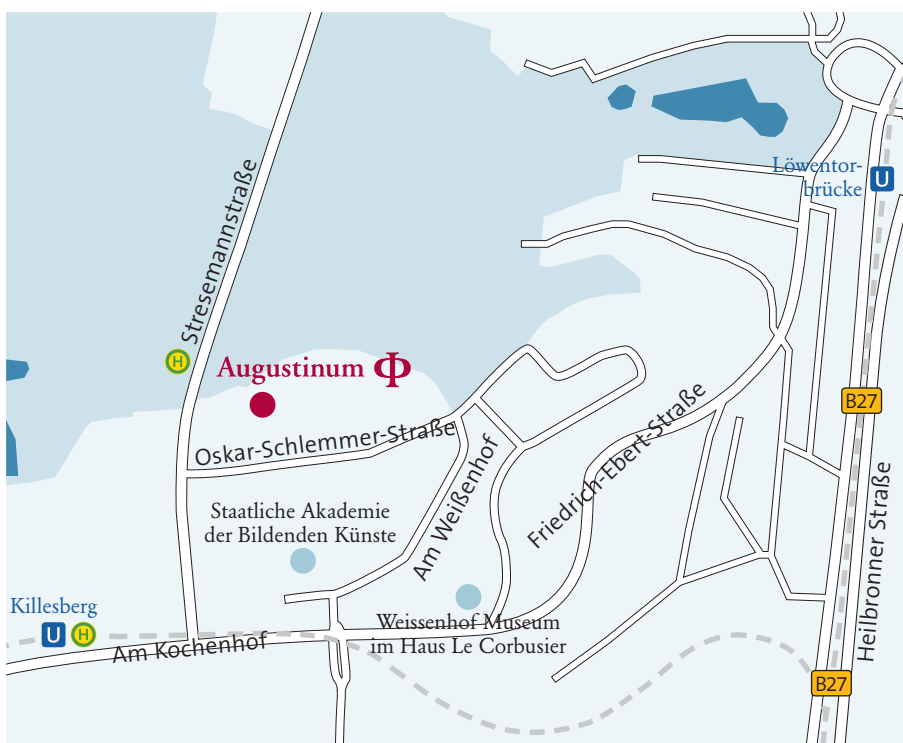 Löwentor-
brücke
U
Stresemannstraße
H
Augustinum Φ
B27
Oskar-Schlemmer-Straße
Friedrich-Ebert-Straße
Am Weißenhof
Heilbronner Straße
Staatliche Akademie
der Bildenden Künste
Killesberg
U
H
Weissenhof Museum
im Haus Le Corbusier
Am Kochenhof
B27